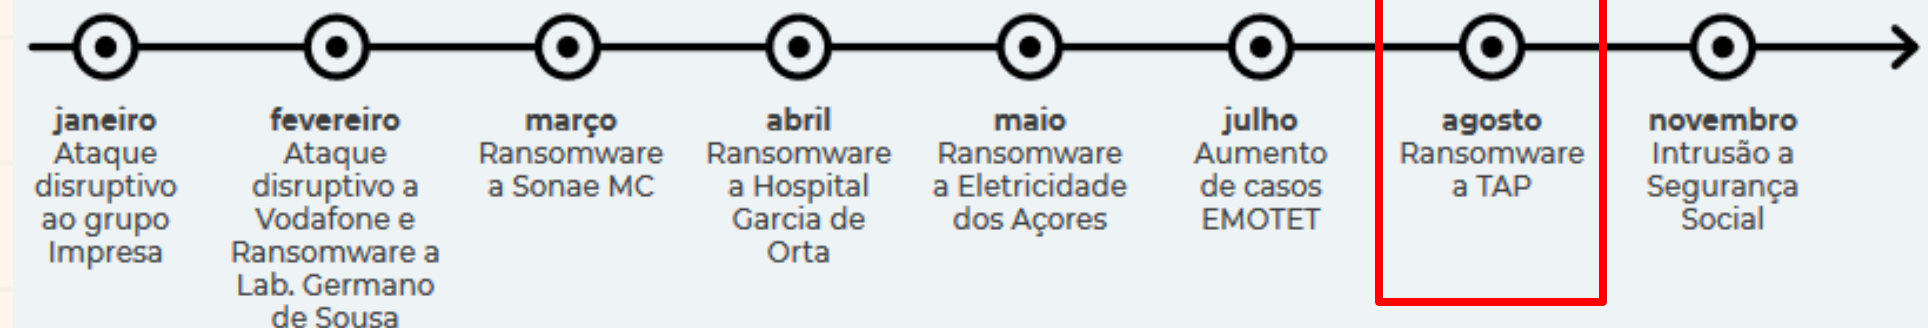 janeiro
Ataque
disruptivo
ao grupo
Impresa
fevereiro
Ataque
disruptivo a
Vodafone e
Ransomware a
Lab. Germano
de Sousa
março
Ransomware
a Sonae MC
abril
Ransomware
a Hospital
Garcia de
Orta
maio
Ransomware
a Eletricidade
dos Açores
julho
Aumento
de casos
EMOTET
agosto
Ransomware
a TAP
novembro
Intrusão a
Segurança
Social